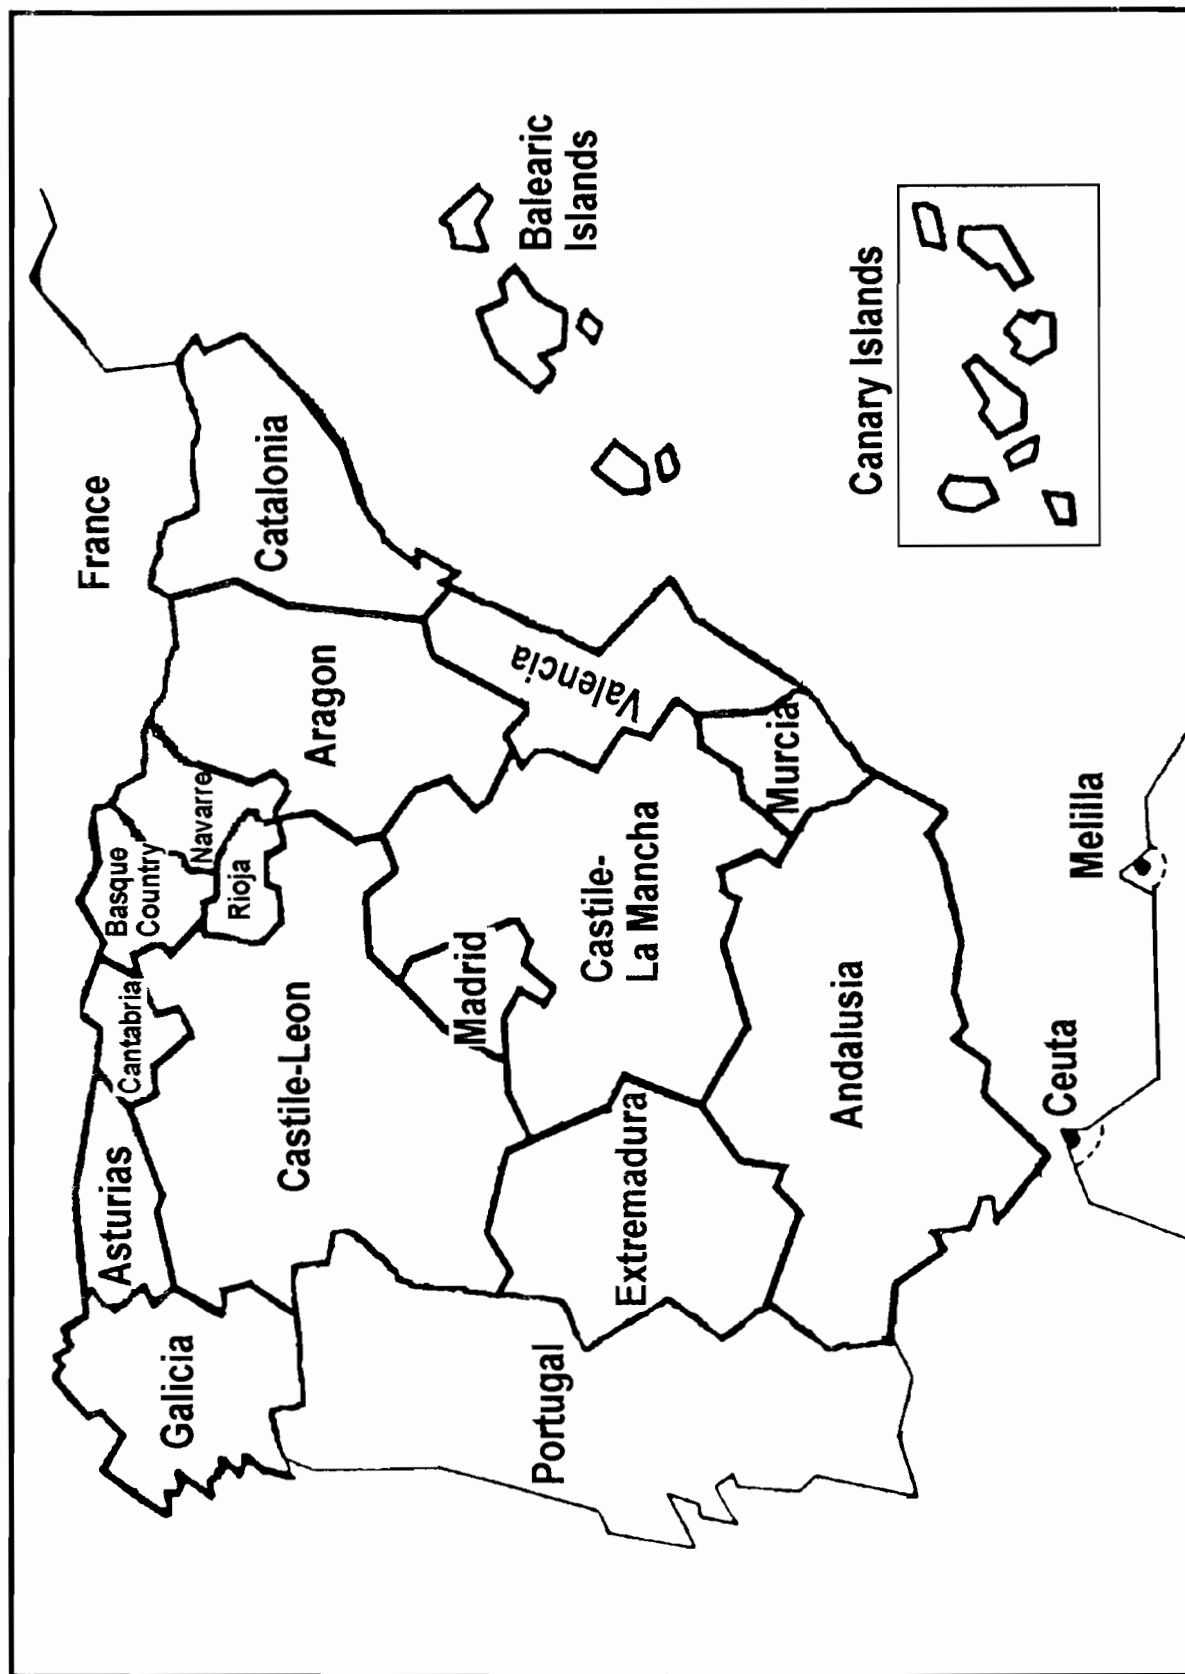 France
Galicia
Asturias
Cantabria
Basque
Country
Navarre
Rioja
Aragon
Catalonia
Castile-Leon
Madrid
Balearic
Islands
Portugal
Extremadura
Castile-
La Mancha
Valencia
Murcia
Andalusia
Canary Islands
Ceuta
Melilla